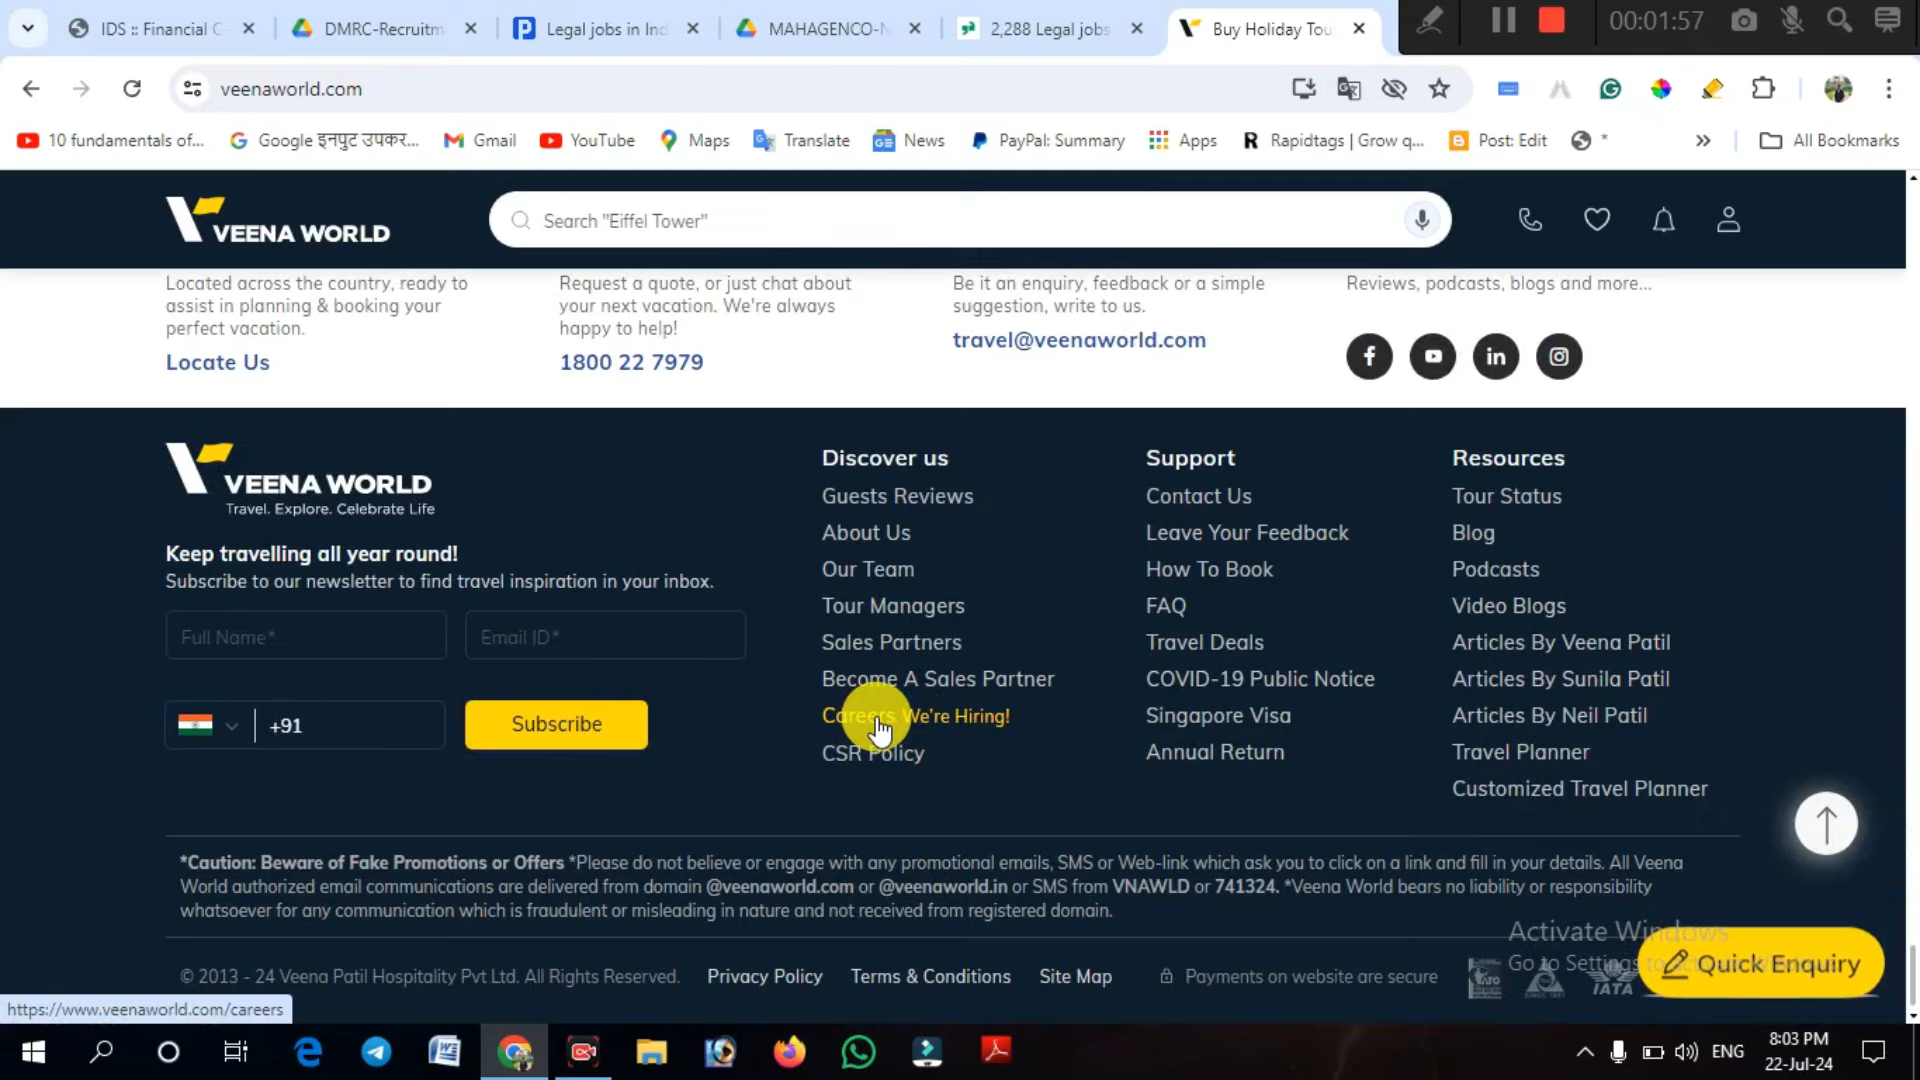 IDS :: Financial C
DMRC-Recruitm
Legal jobs in Ind
MAHAGENCO-N
2,288 Legal jobs
Buy Holiday Tou
00:01:57
veenaworld.com
10 fundamentals of...
Google इनपुट उपकर...
Gmail
YouTube
Maps
Translate
News
PayPal: Summary
Apps
Rapidtags | Grow q...
Post: Edit
*
All Bookmarks
VEENA WORLD
Search "Eiffel Tower"
Located across the country, ready to
assist in planning & booking your
perfect vacation.
Locate Us
Request a quote, or just chat about
your next vacation. We're always
happy to help!
1800 22 7979
Be it an enquiry, feedback or a simple
suggestion, write to us.
travel@veenaworld.com
Reviews, podcasts, blogs and more...
VEENA WORLD
Travel. Explore. Celebrate Life
Keep travelling all year round!
Subscribe to our newsletter to find travel inspiration in your inbox.
Full Name*
Email ID*
+91
Subscribe
Discover us
Guests Reviews
About Us
Our Team
Tour Managers
Sales Partners
Become A Sales Partner
Careers We're Hiring!
CSR Policy
Support
Contact Us
Leave Your Feedback
How To Book
FAQ
Travel Deals
COVID-19 Public Notice
Singapore Visa
Annual Return
Resources
Tour Status
Blog
Podcasts
Video Blogs
Articles By Veena Patil
Articles By Sunila Patil
Articles By Neil Patil
Travel Planner
Customized Travel Planner
*Caution: Beware of Fake Promotions or Offers *Please do not believe or engage with any promotional emails, SMS or Web-link which ask you to click on a link and fill in your details. All Veena
World authorized email communications are delivered from domain @veenaworld.com or @veenaworld.in or SMS from VNAWLD or 741324. *Veena World bears no liability or responsibility
whatsoever for any communication which is fraudulent or misleading in nature and not received from registered domain.
Activate Windows
Go to Settings to
Quick Enquiry
© 2013 - 24 Veena Patil Hospitality Pvt Ltd. All Rights Reserved.
Privacy Policy
Terms & Conditions
Site Map
Payments on website are secure
IATA
https://www.veenaworld.com/careers
ENG
8:03 PM
22-Jul-24